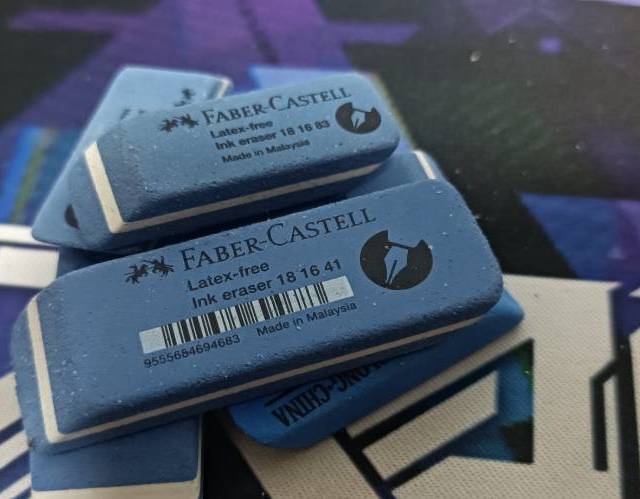 FABER-CASTELL
Latex-free
Ink eraser 18 16 83
Made in Malaysia
FABER-CASTELL
Latex-free
Ink eraser 18 16 41
9555684694683 Made in Malaysia
CHINA